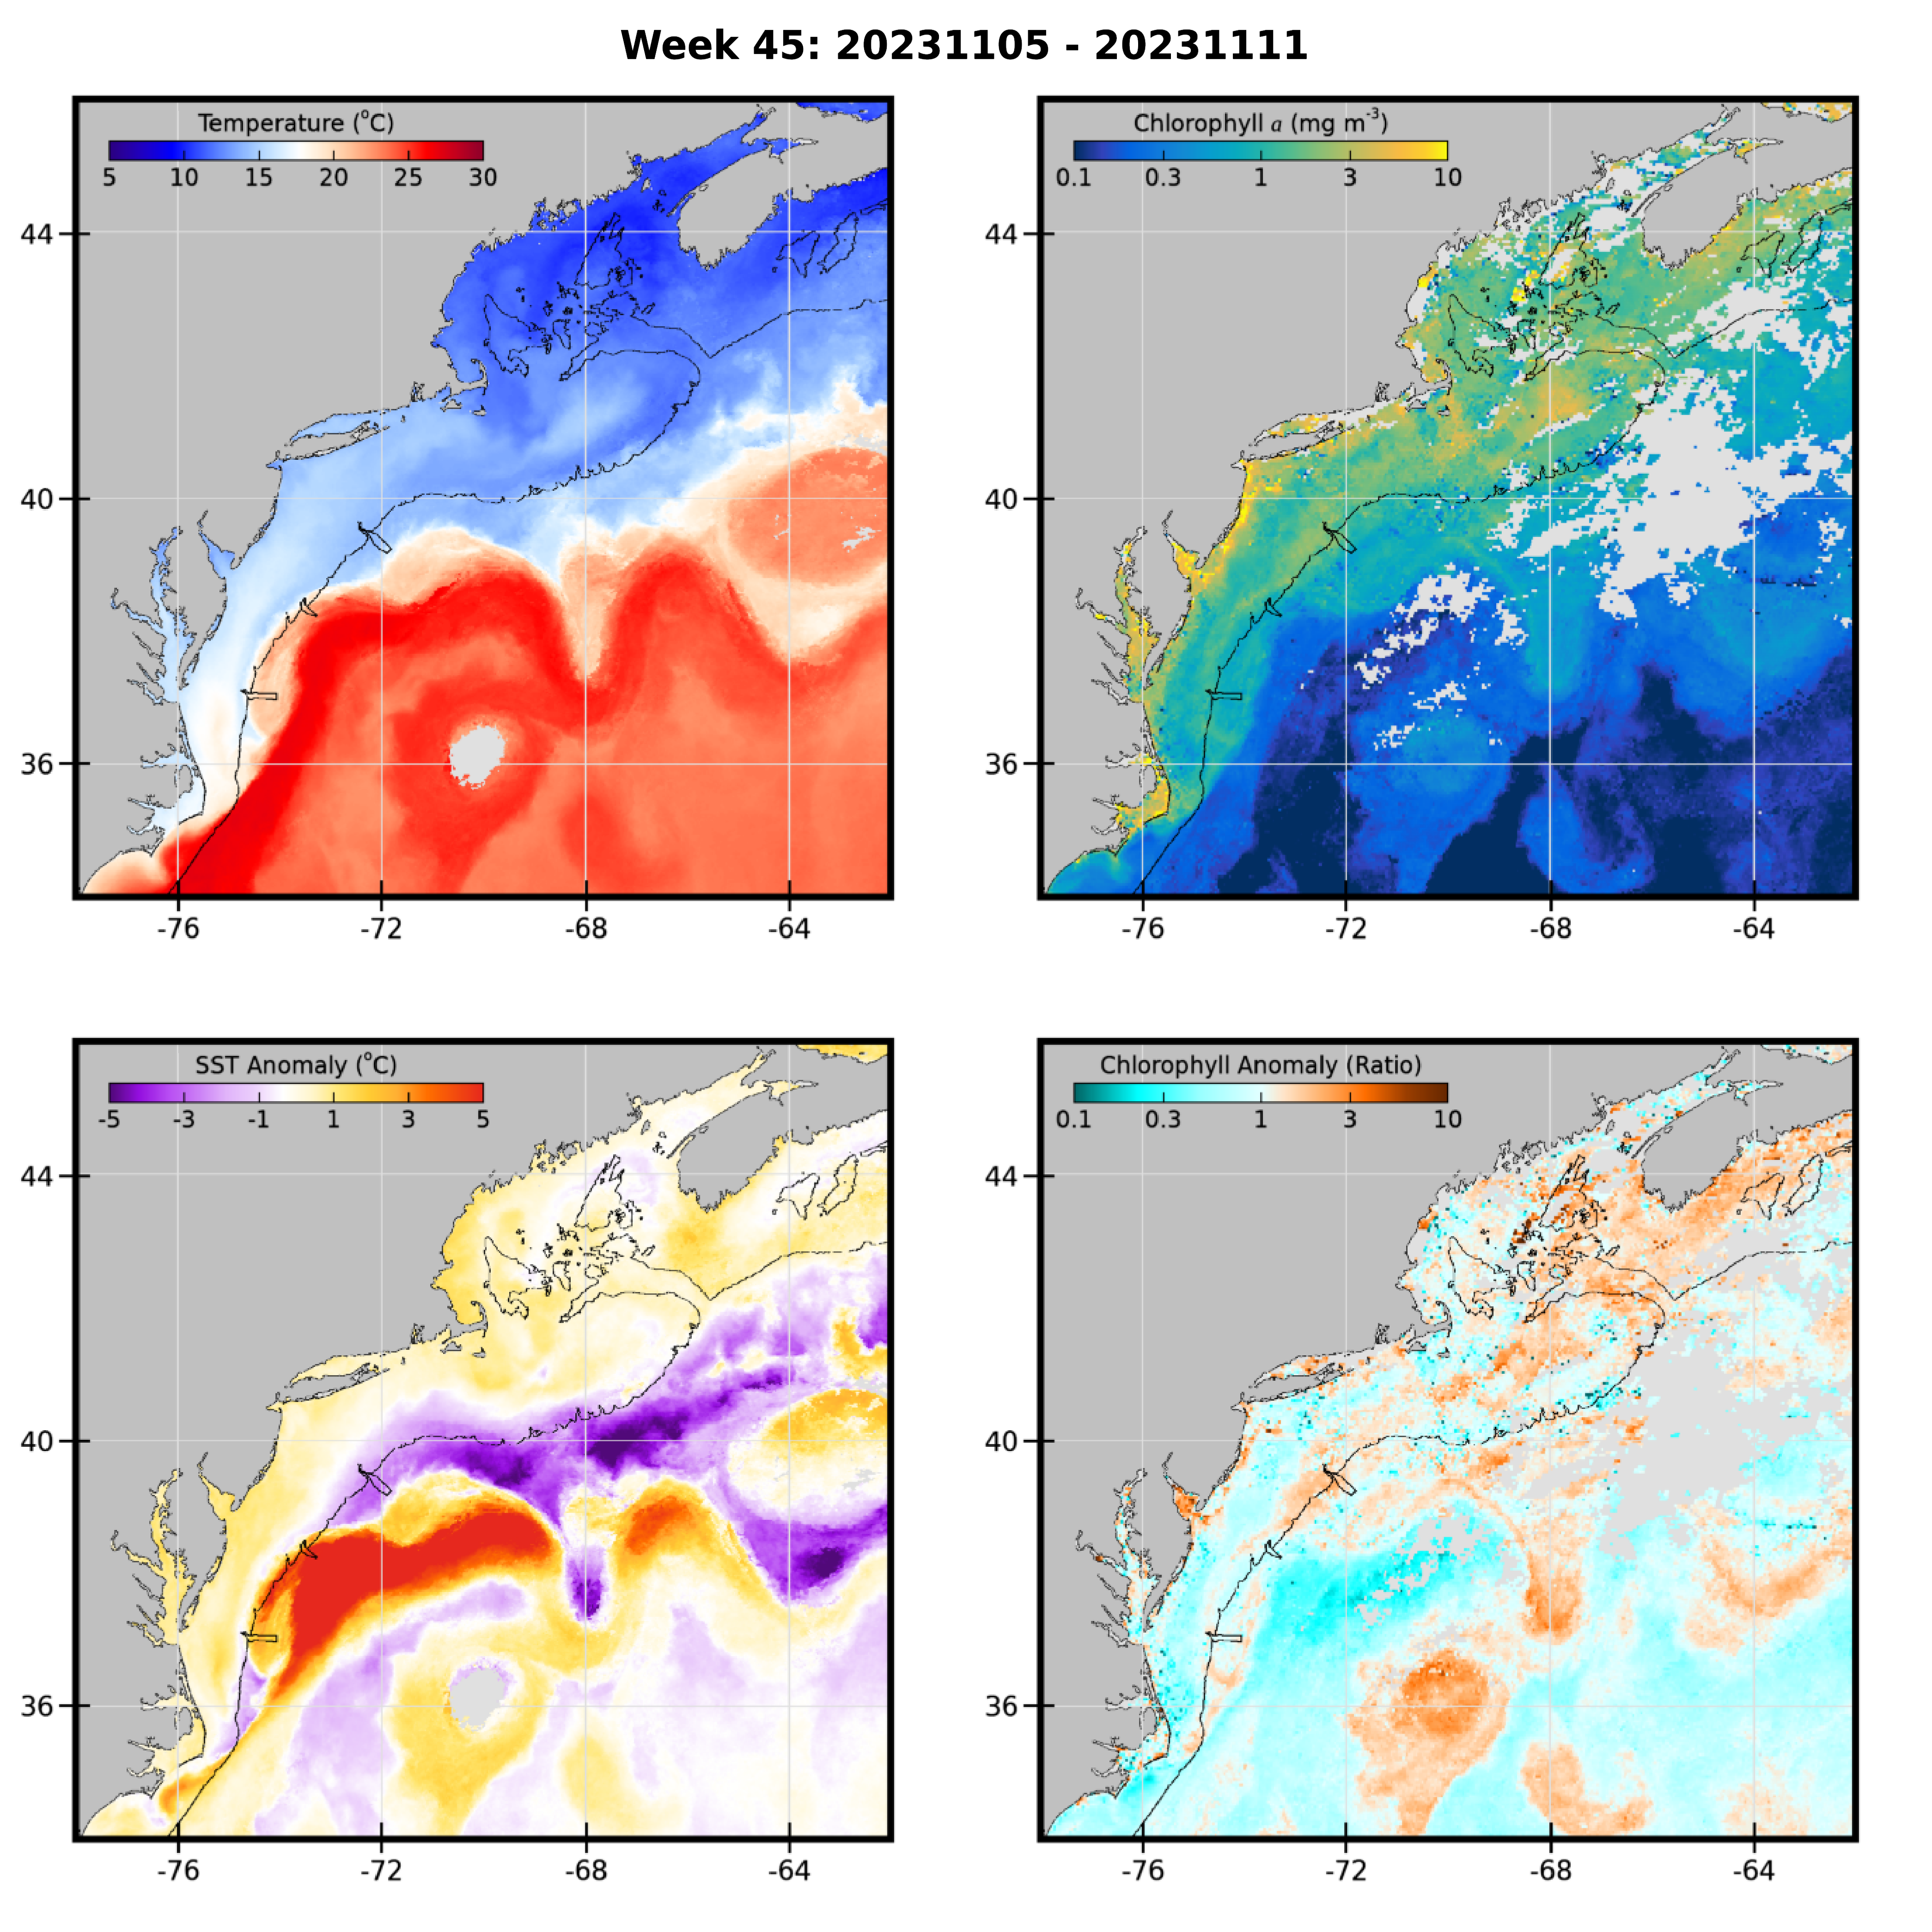 Week 45: 20231105 - 20231111
Temperature (°C)
5 10 15 20 25 30
44
40
36
-76 -72 -68 -64
Chlorophyll a (mg m⁻³)
0.1 0.3 1 3 10
44
40
36
-76 -72 -68 -64
SST Anomaly (°C)
-5 -3 -1 1 3 5
44
40
36
-76 -72 -68 -64
Chlorophyll Anomaly (Ratio)
0.1 0.3 1 3 10
44
40
36
-76 -72 -68 -64